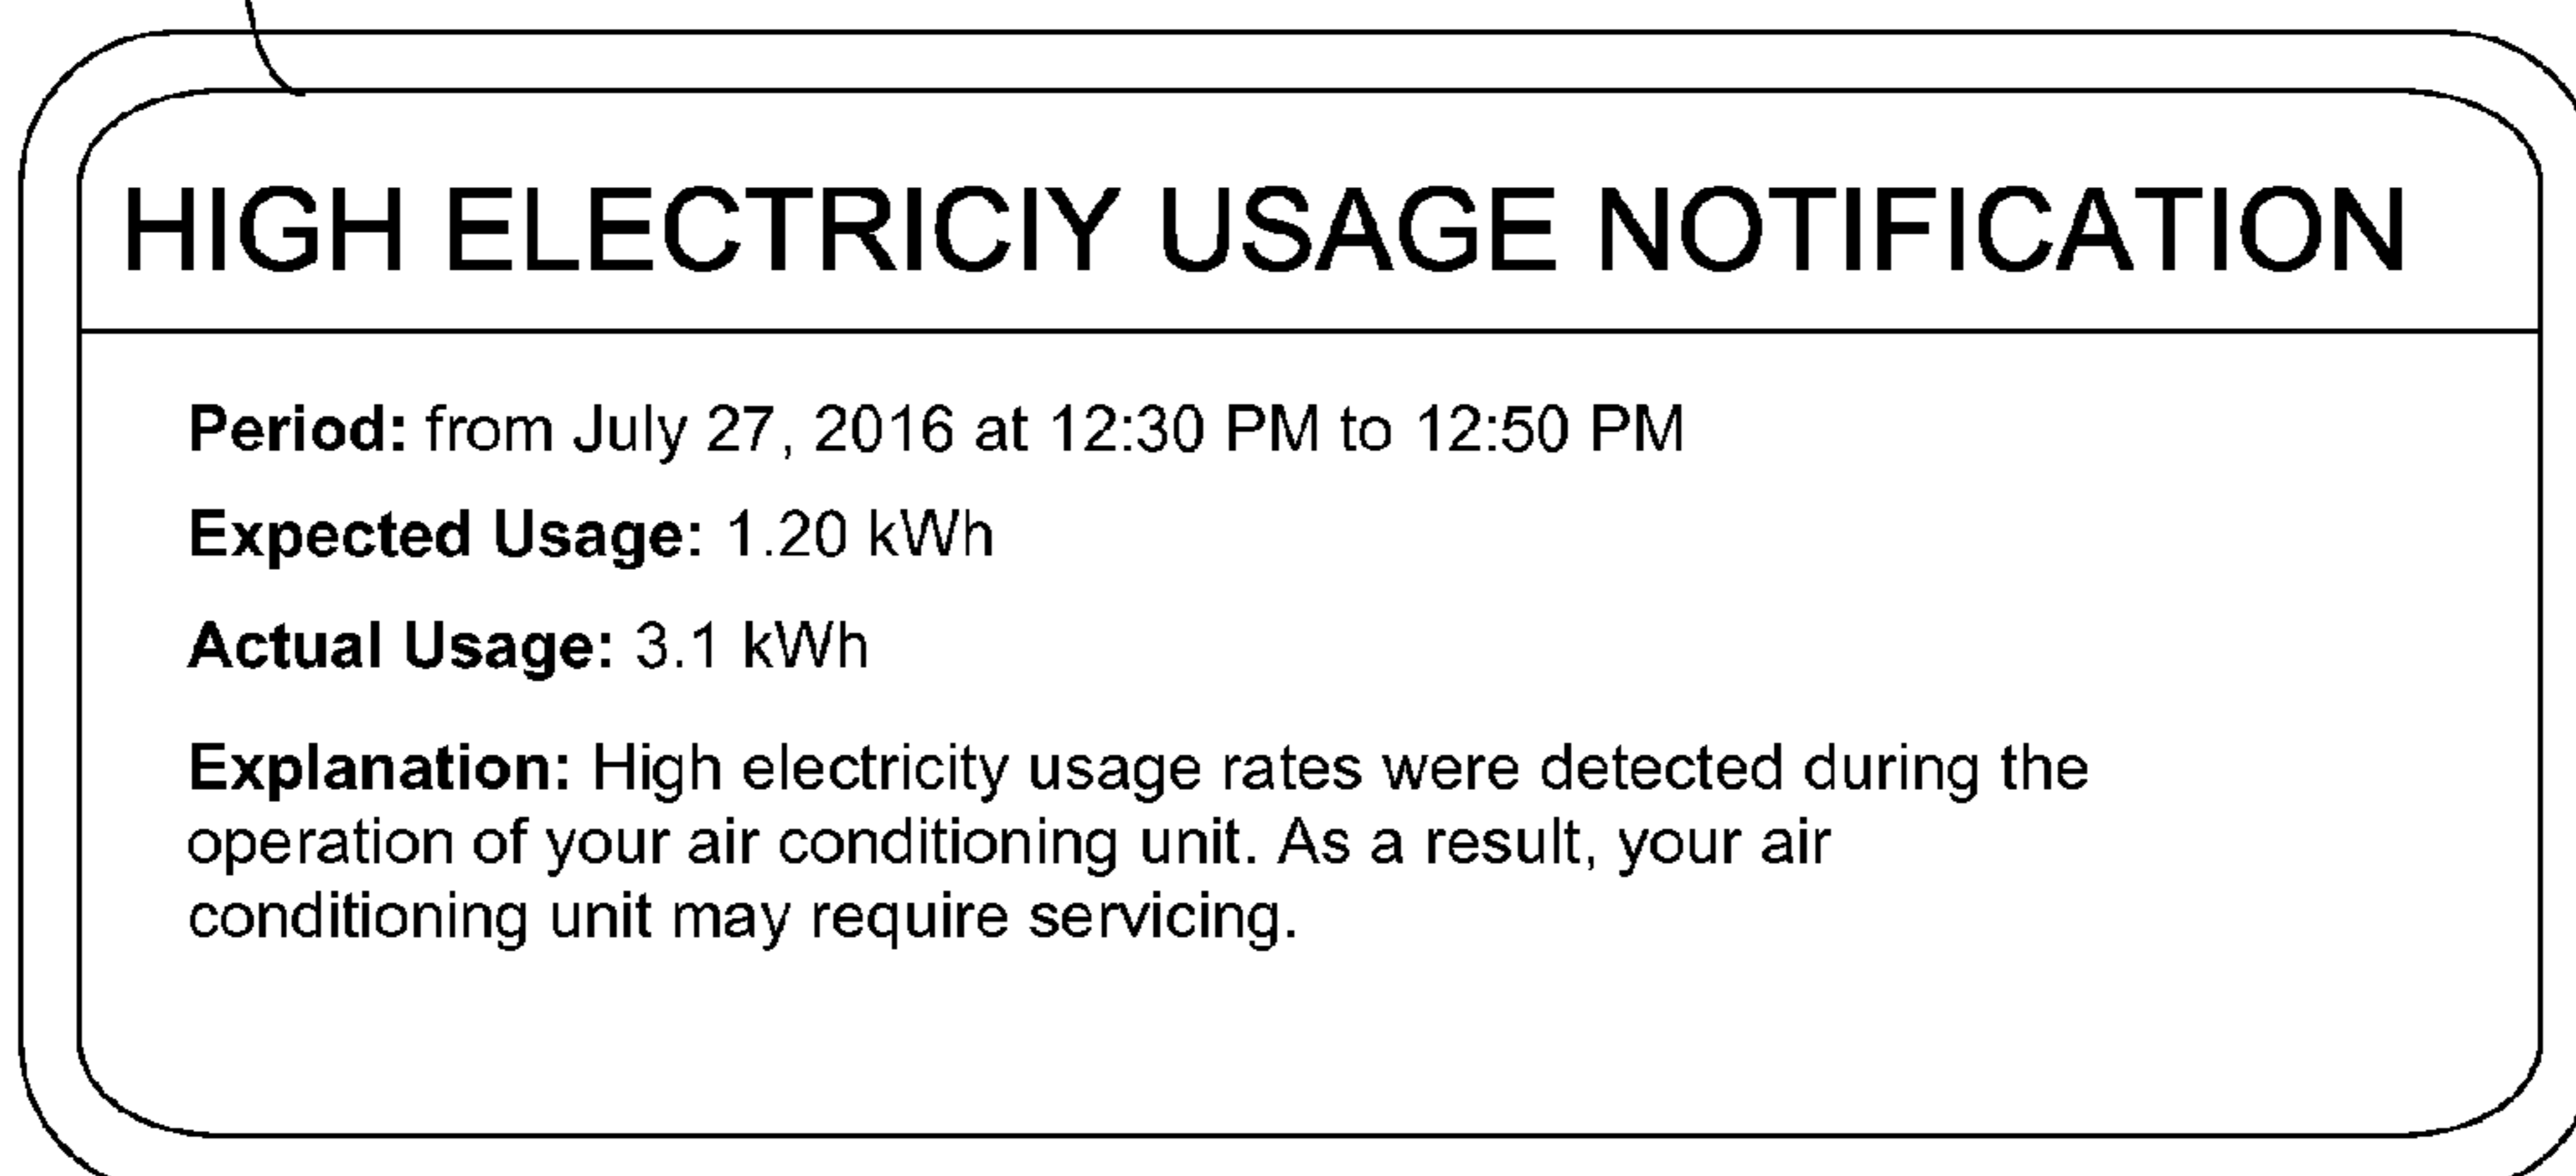 HIGH ELECTRICIY USAGE NOTIFICATION
Period: from July 27, 2016 at 12:30 PM to 12:50 PM
Expected Usage: 1.20 kWh
Actual Usage: 3.1 kWh
Explanation: High electricity usage rates were detected during the
operation of your air conditioning unit. As a result, your air
conditioning unit may require servicing.